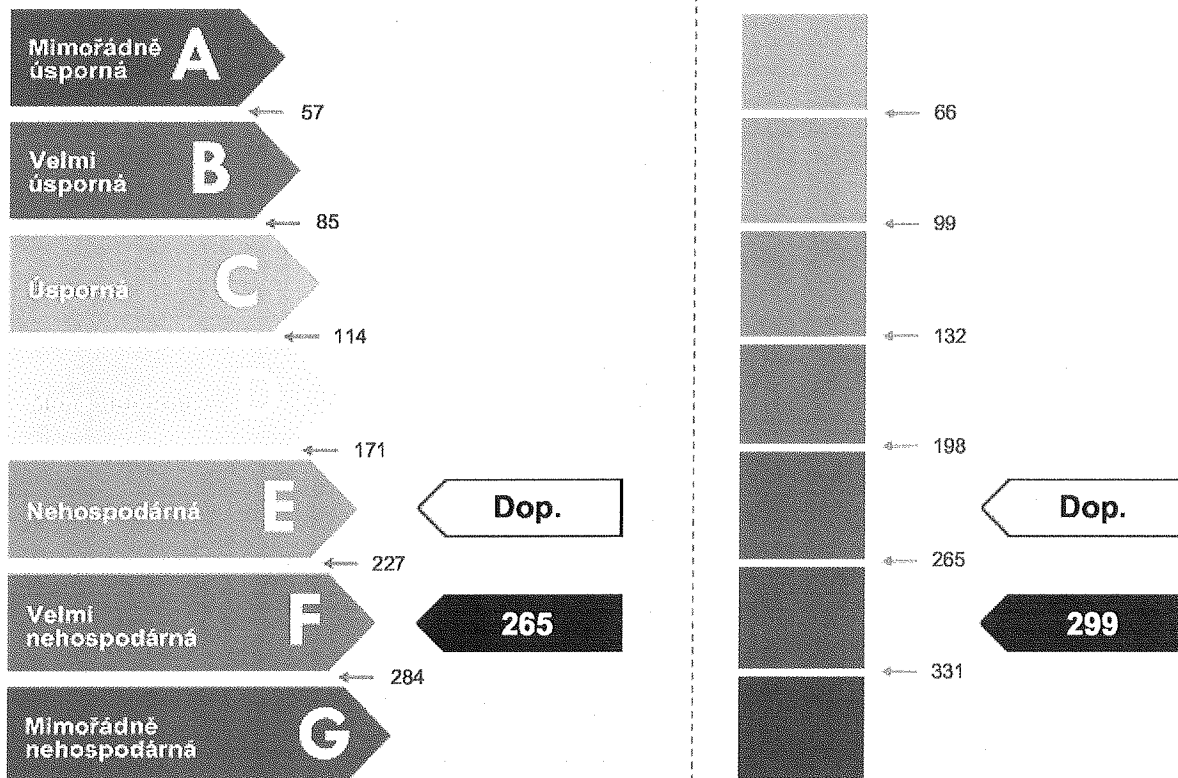 Mimořádně
úsporná
A
57
Velmi
úsporná
B
85
Úsporná
C
114
D
171
Nehospodárná
E
Dop.
227
Velmi
nehospodárná
F
265
284
Mimořádně
nehospodárná
G
66
99
132
198
Dop.
265
299
331